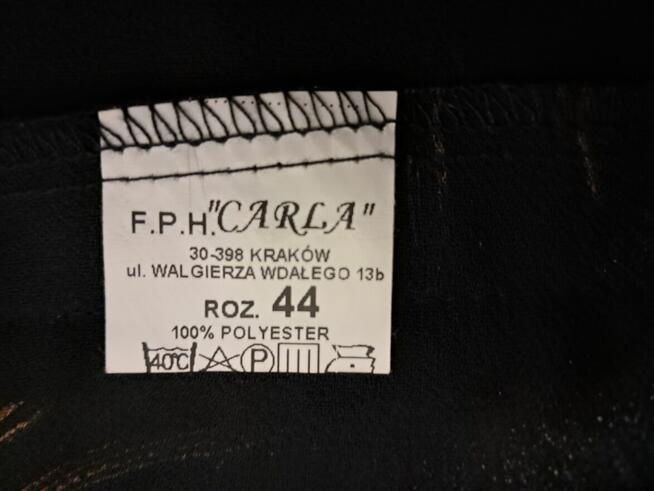 F.P.H."CARLA"
30-398 KRAKÓW
ul. WALGIERZA WDAŁEGO 13b
ROZ. 44
100% POLYESTER
40°C P